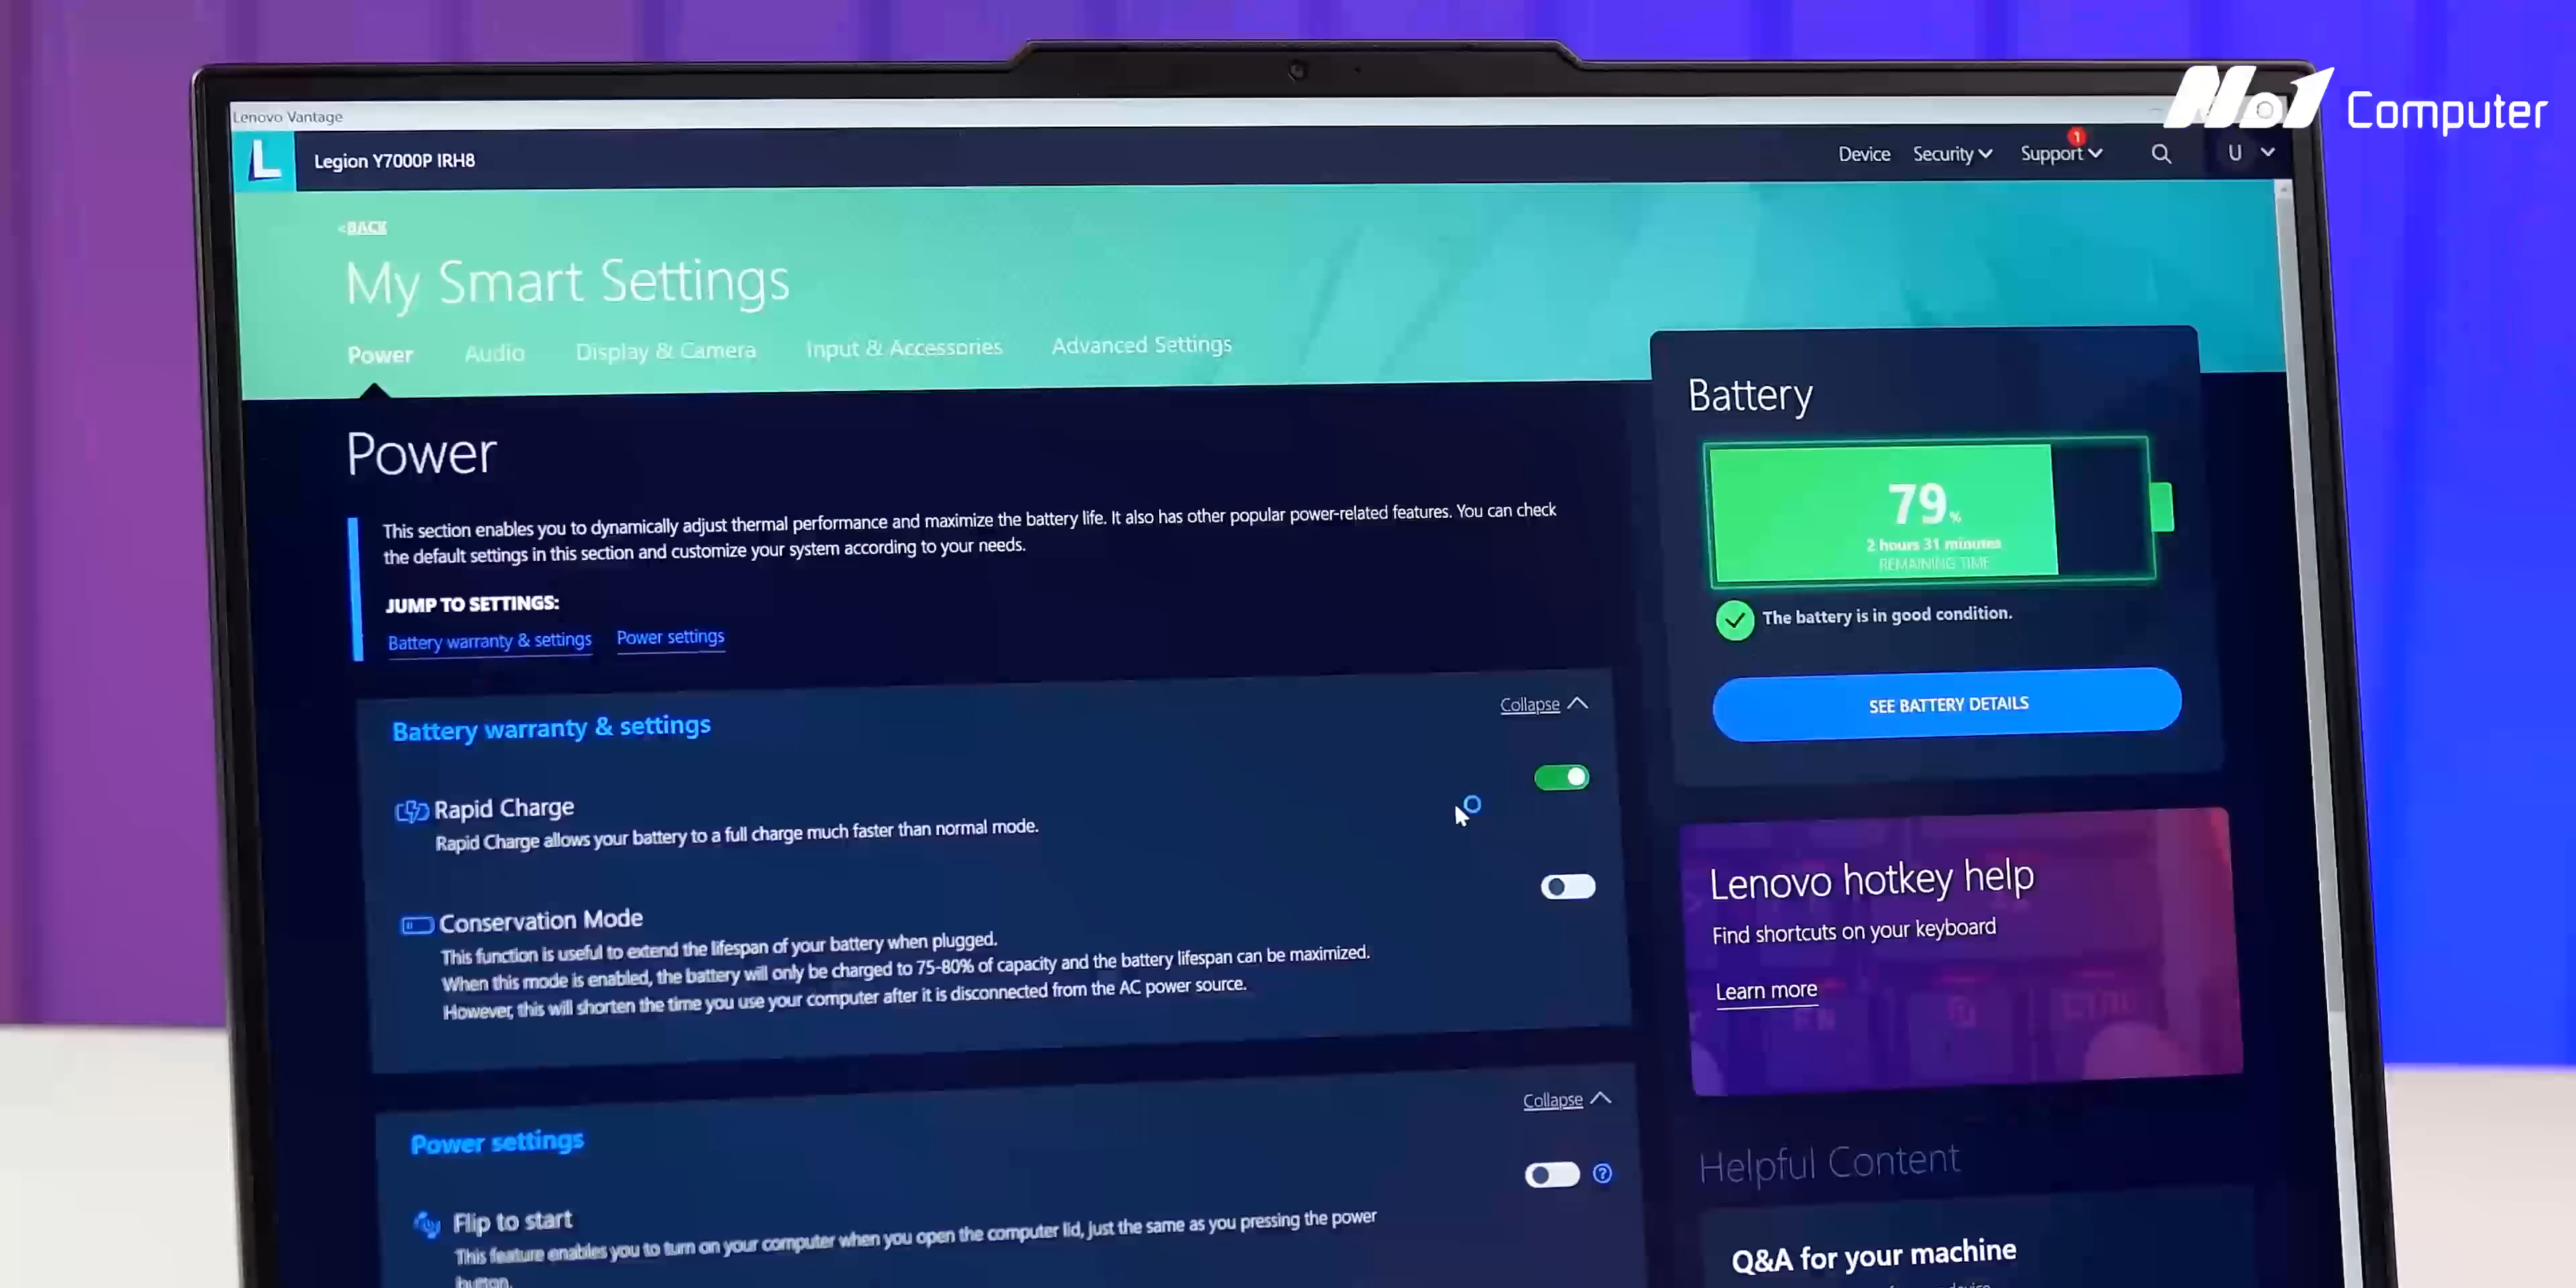 No1 Computer
Lenovo Vantage
Legion Y7000P IRH8
Device Security Support 1 U
<BACK
My Smart Settings
Power Audio Display & Camera Input & Accessories Advanced Settings
Power
This section enables you to dynamically adjust thermal performance and maximize the battery life. It also has other popular power-related features. You can check
the default settings in this section and customize your system according to your needs.
JUMP TO SETTINGS:
Battery warranty & settings Power settings
Battery warranty & settings
Collapse
Rapid Charge
Rapid Charge allows your battery to a full charge much faster than normal mode.
Conservation Mode
This function is useful to extend the lifespan of your battery when plugged.
When this mode is enabled, the battery will only be charged to 75-80% of capacity and the battery lifespan can be maximized.
However, this will shorten the time you use your computer after it is disconnected from the AC power source.
Collapse
Power settings
Flip to start
This feature enables you to turn on your computer when you open the computer lid, just the same as you pressing the power
button.
Battery
79%
2 hours 31 minutes
REMAINING TIME
The battery is in good condition.
SEE BATTERY DETAILS
Lenovo hotkey help
Find shortcuts on your keyboard
Learn more
Helpful Content
Q&A for your machine